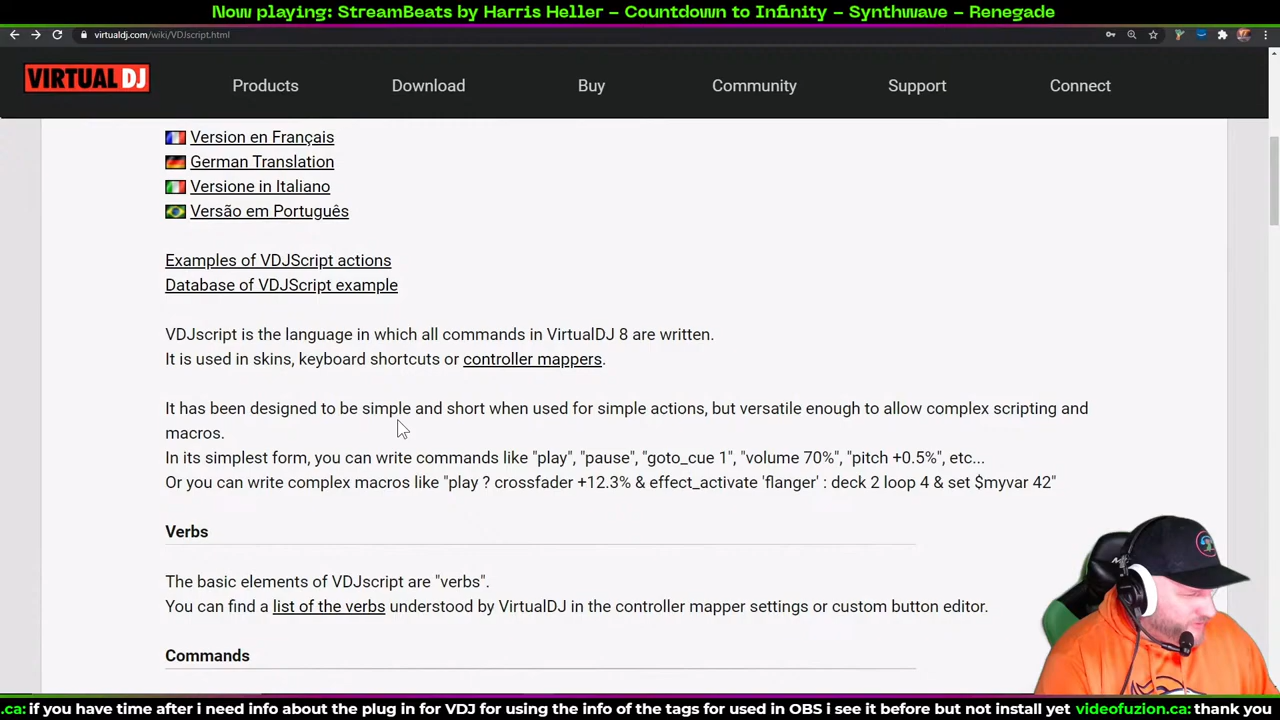 Now playing: StreamBeats by Harris Heller - Countdown to Infinity - Synthwave - Renegade
virtualdj.com/wiki/VDJscript.html
VIRTUAL DJ
Products
Download
Buy
Community
Support
Connect
Version en Français
German Translation
Versione in Italiano
Versão em Português
Examples of VDJScript actions
Database of VDJScript example
VDJscript is the language in which all commands in VirtualDJ 8 are written.
It is used in skins, keyboard shortcuts or controller mappers.
It has been designed to be simple and short when used for simple actions, but versatile enough to allow complex scripting and
macros.
In its simplest form, you can write commands like "play", "pause", "goto_cue 1", "volume 70%", "pitch +0.5%", etc...
Or you can write complex macros like "play ? crossfader +12.3% & effect_activate 'flanger' : deck 2 loop 4 & set $myvar 42"
Verbs
The basic elements of VDJscript are "verbs".
You can find a list of the verbs understood by VirtualDJ in the controller mapper settings or custom button editor.
Commands
.ca: if you have time after i need info about the plug in for VDJ for using the info of the tags for used in OBS i see it before but not install yet videofuzion.ca: thank you